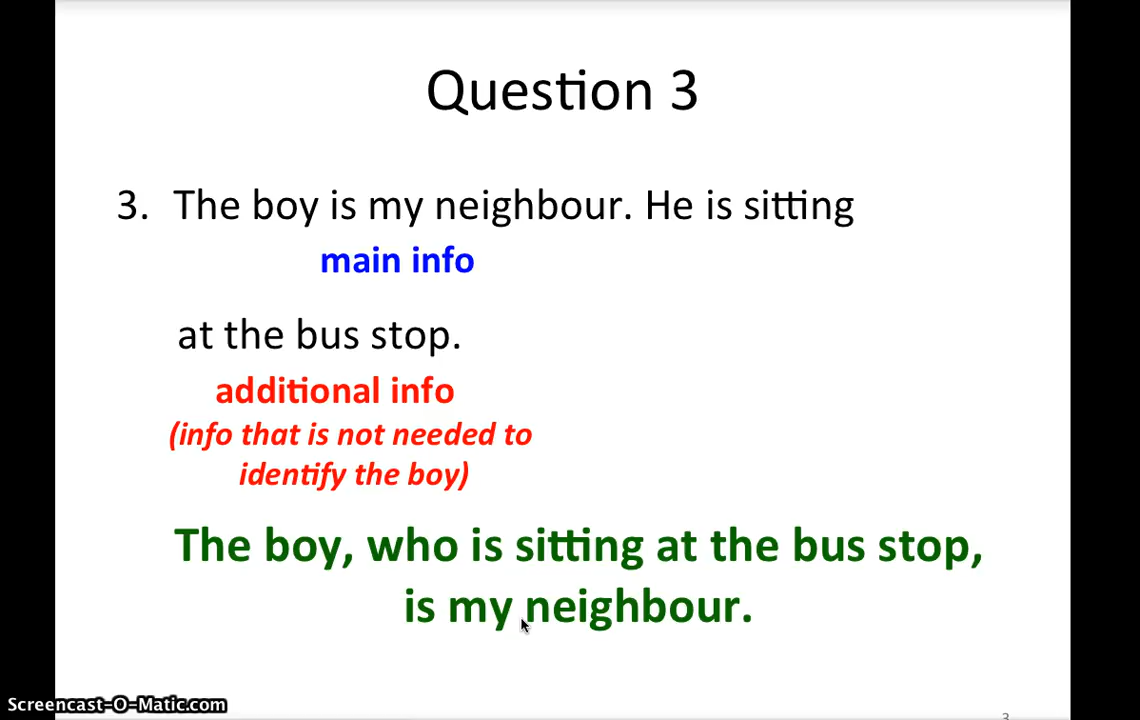 Question 3
3. The boy is my neighbour. He is sitting
main info
at the bus stop.
additional info
(info that is not needed to
identify the boy)
The boy, who is sitting at the bus stop,
is my neighbour.
Screencast-O-Matic.com
3